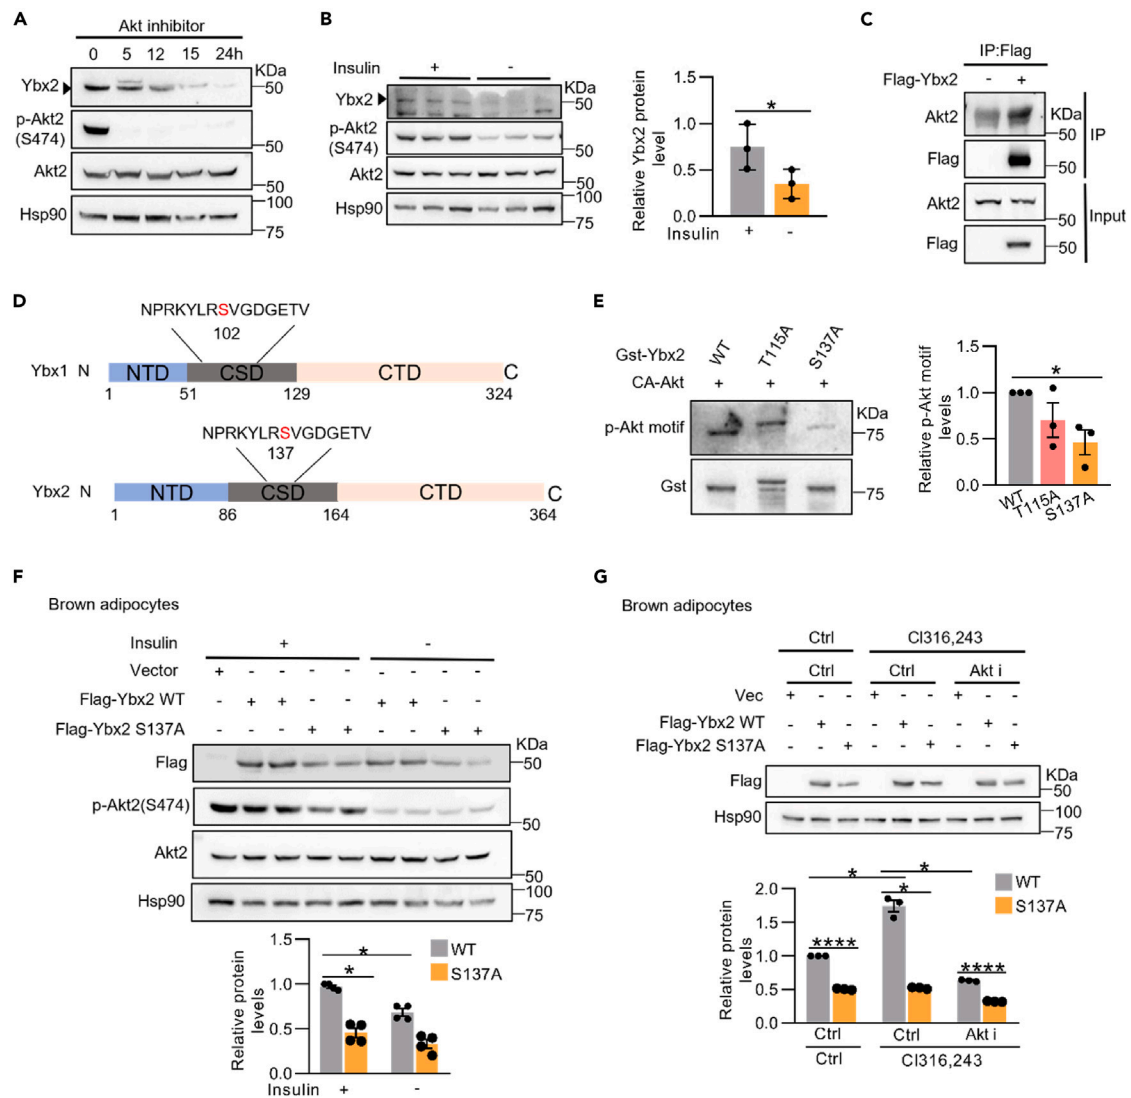 A
Akt inhibitor
0 5 12 15 24h
KDa
Ybx2
50
p-Akt2
(S474)
50
Akt2
50
Hsp90
100
75
B
Insulin + -
KDa
Ybx2
50
p-Akt2
(S474)
50
Akt2
50
Hsp90
100
75
Relative Ybx2 protein
level
1.5
1.0
0.5
0.0
*
Insulin + -
C
IP:Flag
Flag-Ybx2 - +
Akt2
KDa
50
Flag
50
IP
Akt2
50
Flag
50
Input
D
NPRKYLRSVGDGETV
102
Ybx1 N NTD CSD CTD C
1 51 129 324
NPRKYLRSVGDGETV
137
Ybx2 N NTD CSD CTD C
1 86 164 364
E
Gst-Ybx2 WT T115A S137A
CA-Akt + + +
KDa
p-Akt motif
75
Gst
75
Relative p-Akt motif
levels
1.5
1.0
0.5
0.0
*
WT T115A S137A
F
Brown adipocytes
Insulin + -
Vector + - - - - - - - -
Flag-Ybx2 WT - + + - - + + - -
Flag-Ybx2 S137A - - - + + - - + +
KDa
Flag
50
p-Akt2(S474)
50
Akt2
50
Hsp90
100
75
Relative protein
levels
1.5
1.0
0.5
0.0
*
*
WT
S137A
Insulin + -
G
Brown adipocytes
Ctrl Cl316,243
Ctrl Ctrl Akt i
Vec + - - + - - + - -
Flag-Ybx2 WT - + - - + - - + -
Flag-Ybx2 S137A - - + - - + - - +
KDa
Flag
50
Hsp90
100
75
Relative protein
levels
2.0
1.5
1.0
0.5
0.0
* *
*
**** ****
WT
S137A
Ctrl Ctrl Akt i
Ctrl Cl316,243